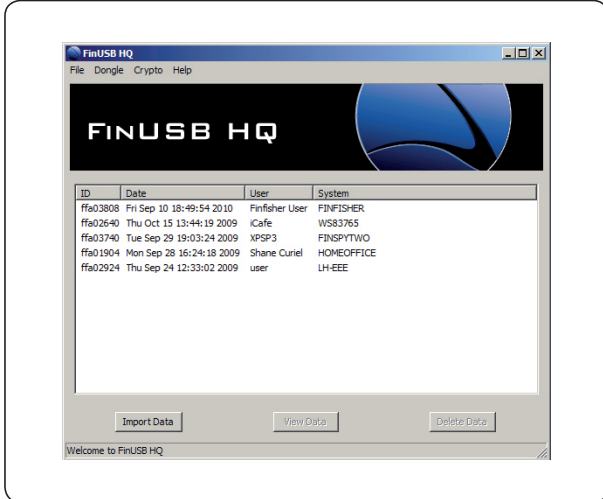 FinUSB HQ
File Dongle Crypto Help
FINUSB HQ
ID Date User System
ffa03808 Fri Sep 10 18:49:54 2010 Finfisher User FINFISHER
ffa02640 Thu Oct 15 13:44:19 2009 iCafe WS83765
ffa03740 Tue Sep 29 19:03:24 2009 XPSP3 FINSPYTWO
ffa01904 Mon Sep 28 16:24:18 2009 Shane Curiel HOMEOFFICE
ffa02924 Thu Sep 24 12:33:02 2009 user LH-EEE
Import Data View Data Delete Data
Welcome to FinUSB HQ